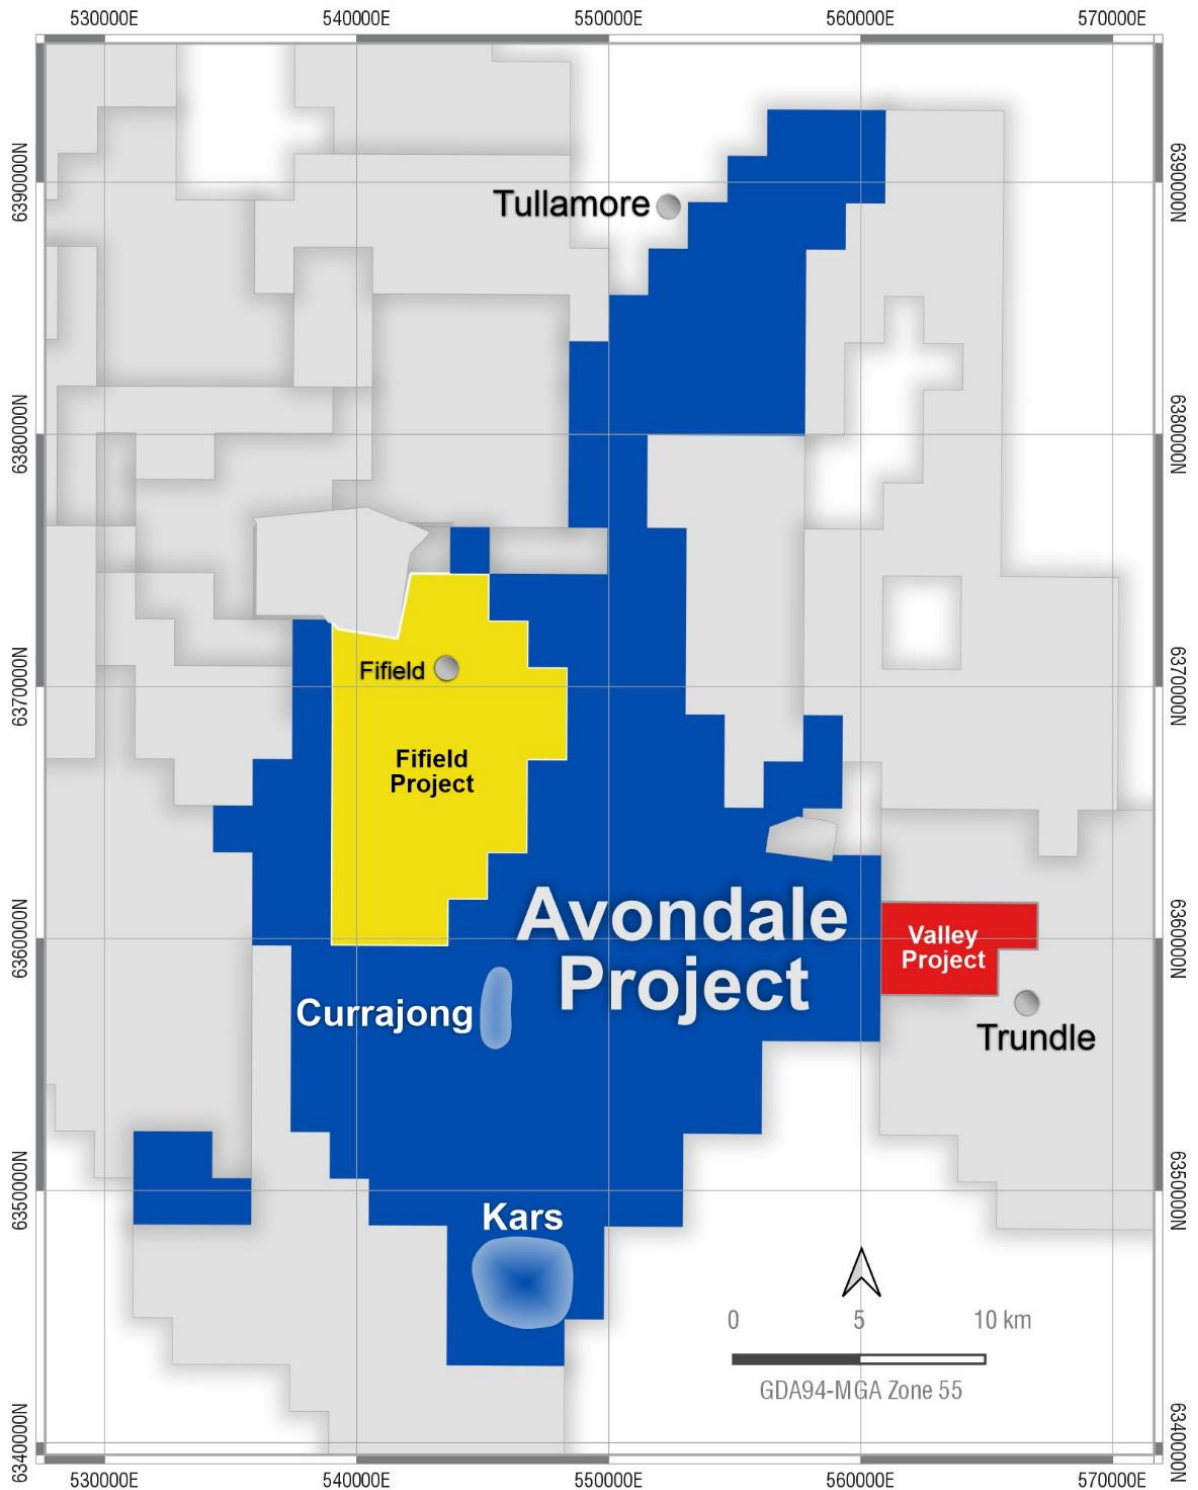 530000E 540000E 550000E 560000E 570000E
6390000N
6390000N
Tullamore
6380000N
6380000N
6370000N
6370000N
Fifield
Fifield
Project
Avondale
Project
6360000N
6360000N
Valley
Project
Currajong
Trundle
6350000N
6350000N
Kars
0 5 10 km
GDA94-MGA Zone 55
6340000N
6340000N
530000E 540000E 550000E 560000E 570000E